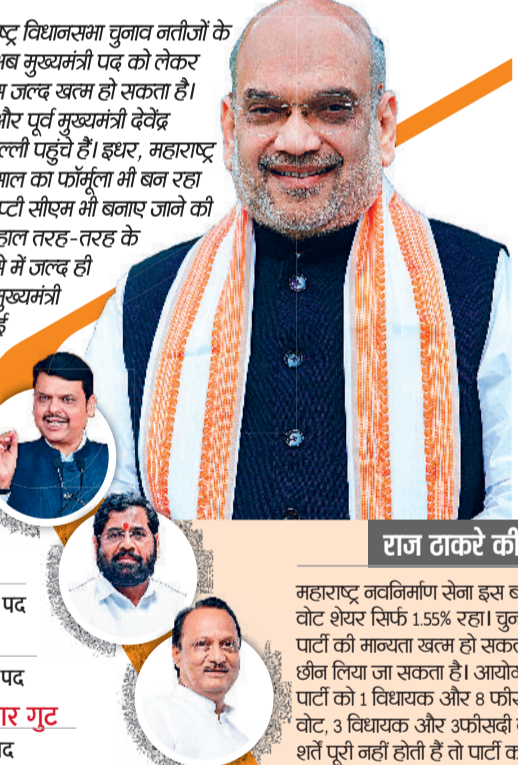 ष्ट्र विधानसभा चुनाव नतीजों के
अब मुख्यमंत्री पद को लेकर
जल्द खत्म हो सकता है।
और पूर्व मुख्यमंत्री देवेंद्र
ल्ली पहुंचे हैं। इधर, महाराष्ट्र
साल का फॉर्मूला भी बन रहा
प्टी सीएम भी बनाए जाने की
हाल तरह-तरह के
में जल्द ही
मुख्यमंत्री
ई
पद
पद
ार गुट
द
राज ठाकरे की
महाराष्ट्र नवनिर्माण सेना इस ब
वोट शेयर सिर्फ 1.55% रहा। चुन
पार्टी की मान्यता खत्म हो सकत
छीन लिया जा सकता है। आयोग
पार्टी को 1 विधायक और 8 फीस
वोट, 3 विधायक और 3फीसदी व
शर्तें पूरी नहीं होती हैं तो पार्टी क